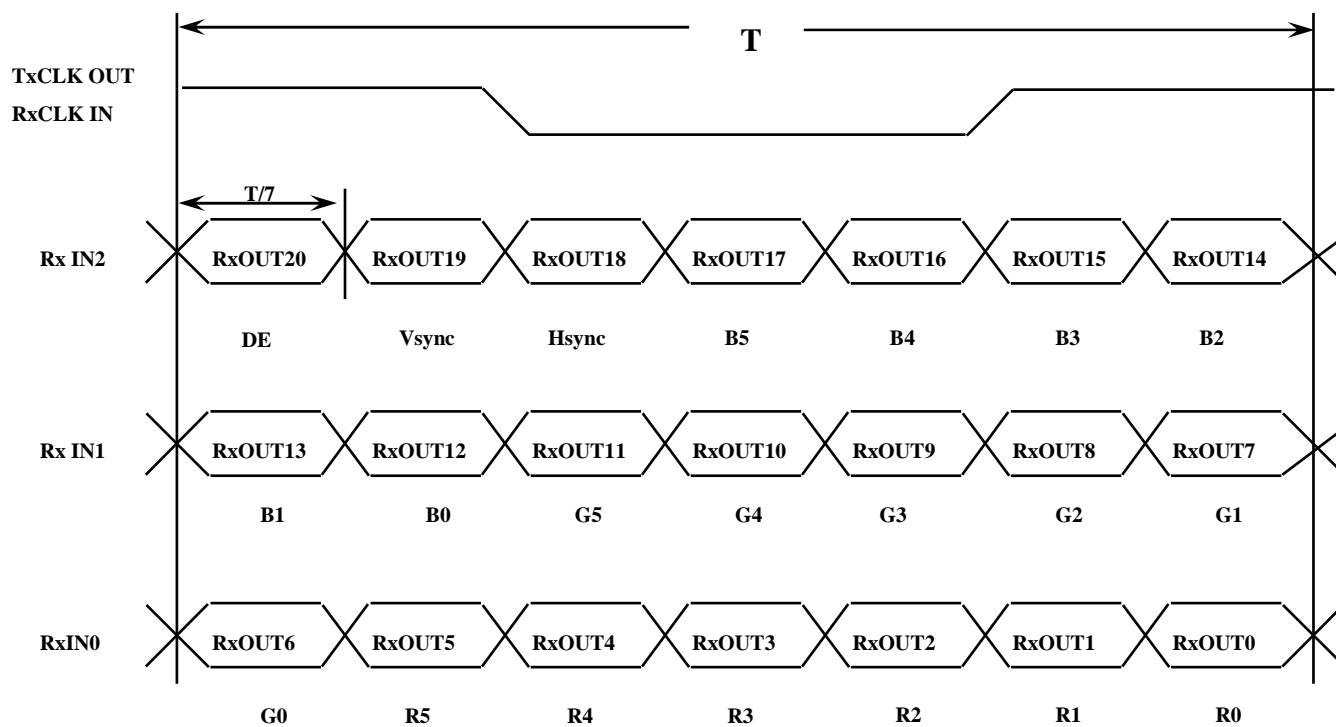 T
TxCLK OUT
RxCLK IN
T/7
Rx IN2 RxOUT20 RxOUT19 RxOUT18 RxOUT17 RxOUT16 RxOUT15 RxOUT14
DE Vsync Hsync B5 B4 B3 B2
Rx IN1 RxOUT13 RxOUT12 RxOUT11 RxOUT10 RxOUT9 RxOUT8 RxOUT7
B1 B0 G5 G4 G3 G2 G1
RxIN0 RxOUT6 RxOUT5 RxOUT4 RxOUT3 RxOUT2 RxOUT1 RxOUT0
G0 R5 R4 R3 R2 R1 R0